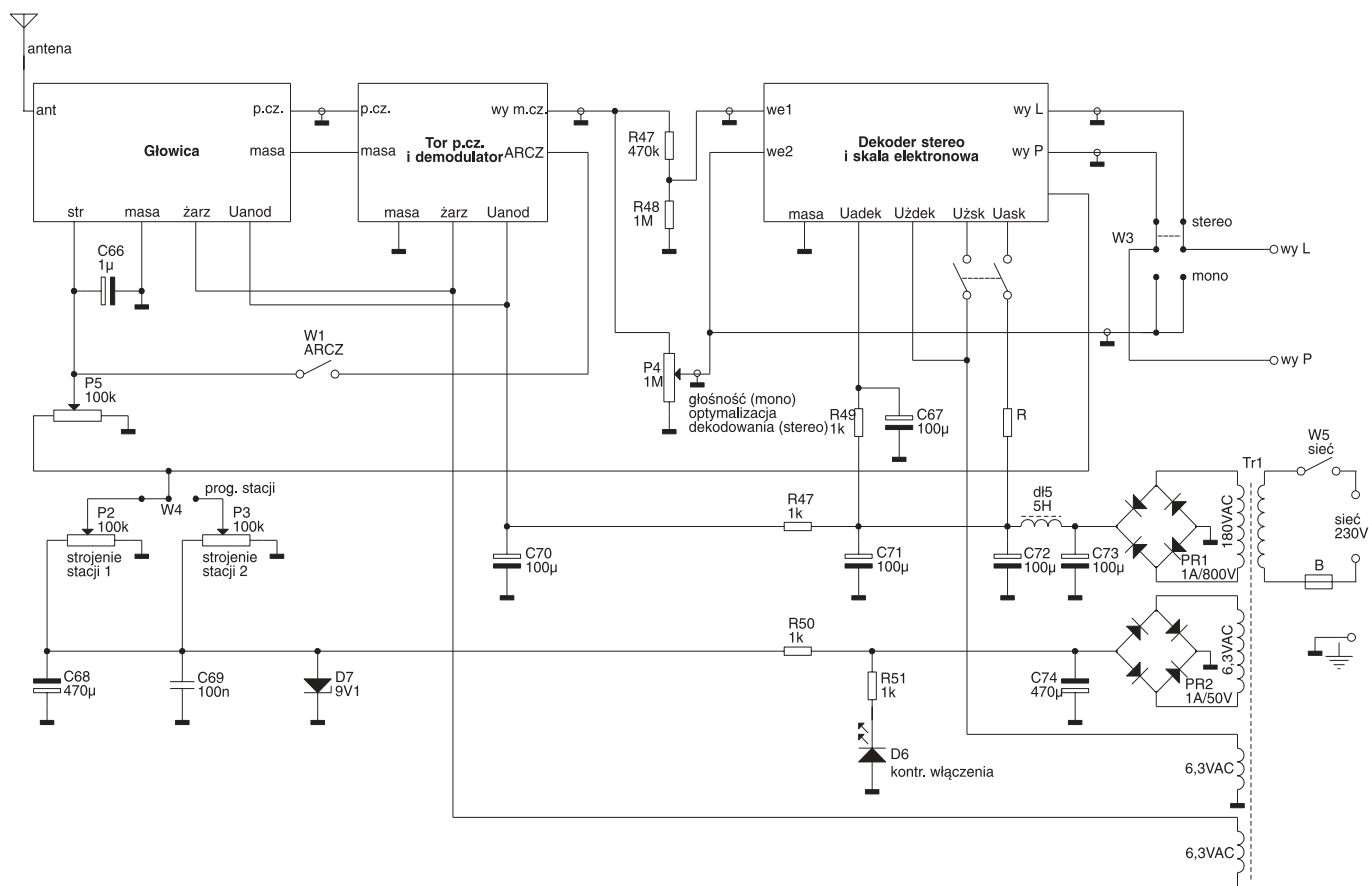 antena
ant
p.cz.
p.cz.
wy m.cz.
we1
wy L
Głowica
Tor p.cz.
i demodulator
R47
470k
Dekoder stereo
i skala elektronowa
masa
masa
ARCZ
we2
wy P
str
masa
żarz
Uanod
masa
żarz
Uanod
R48
1M
masa
Uadek
Użdek
Użsk
Uask
stereo
W3
wy L
C66
1µ
mono
W1
ARCZ
wy P
P5
100k
P4
1M
głośność (mono)
optymalizacja
dekodowania (stereo)
R49
1k
C67
100µ
R
W5
sieć
Tr1
prog. stacji
W4
P2
100k
P3
100k
strojenie
stacji 1
strojenie
stacji 2
R47
1k
dł5
5H
180VAC
sieć
230V
C70
100µ
C71
100µ
C72
100µ
C73
100µ
PR1
1A/800V
B
R50
1k
6,3VAC
C68
470µ
C69
100n
D7
9V1
R51
1k
C74
470µ
PR2
1A/50V
D6
kontr. włączenia
6,3VAC
6,3VAC